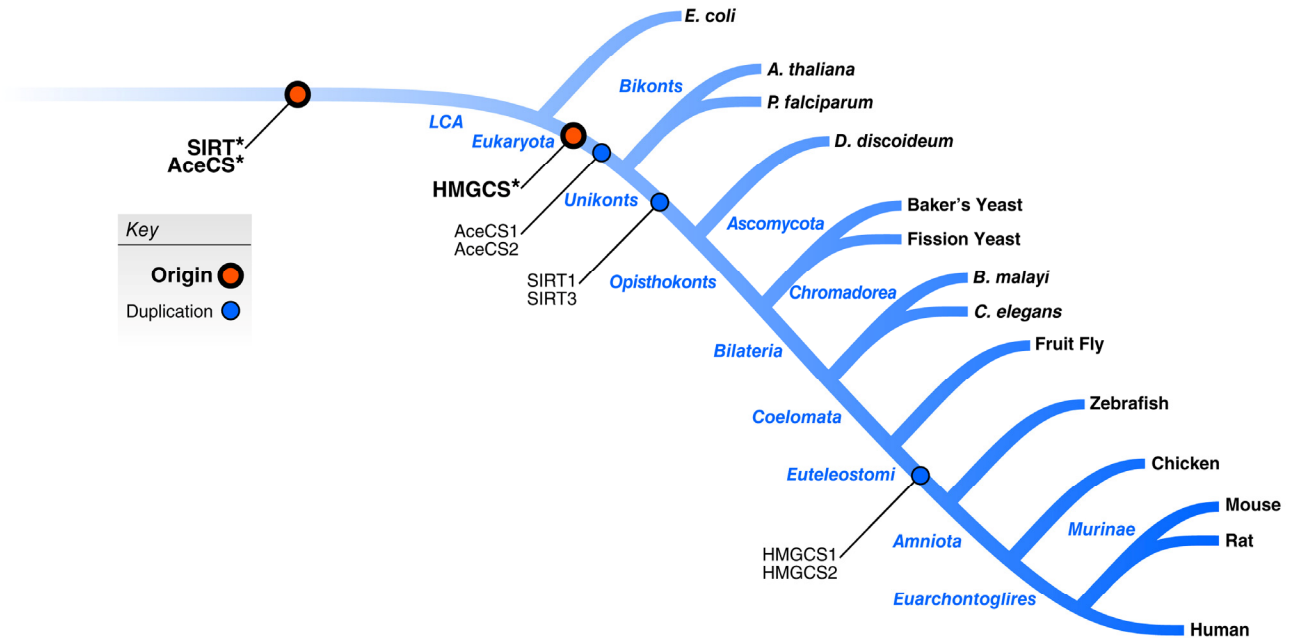 E. coli
A. thaliana
Bikonts
P. falciparum
LCA
Eukaryota
D. discoideum
SIRT*
AceCS*
HMGCS*
Unikonts
Baker's Yeast
Ascomycota
Fission Yeast
AceCS1
AceCS2
Key
Origin
Duplication
SIRT1
SIRT3
Opisthokonts
B. malayi
Chromadorea
C. elegans
Bilateria
Fruit Fly
Coelomata
Zebrafish
Euteleostomi
Chicken
HMGCS1
HMGCS2
Amniota
Murinae
Mouse
Rat
Euarchontoglires
Human